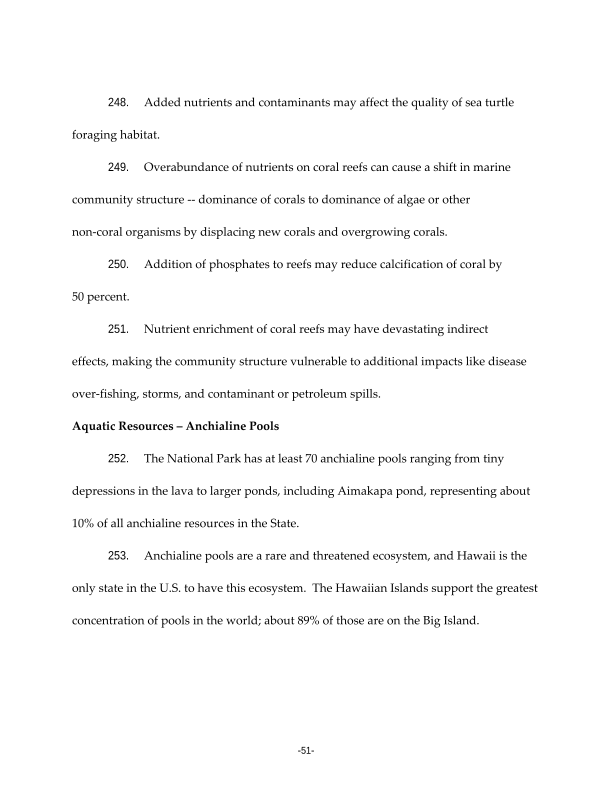 248. Added nutrients and contaminants may affect the quality of sea turtle
foraging habitat.
249. Overabundance of nutrients on coral reefs can cause a shift in marine
community structure -- dominance of corals to dominance of algae or other
non-coral organisms by displacing new corals and overgrowing corals.
250. Addition of phosphates to reefs may reduce calcification of coral by
50 percent.
251. Nutrient enrichment of coral reefs may have devastating indirect
effects, making the community structure vulnerable to additional impacts like disease
over-fishing, storms, and contaminant or petroleum spills.
Aquatic Resources – Anchialine Pools
252. The National Park has at least 70 anchialine pools ranging from tiny
depressions in the lava to larger ponds, including Aimakapa pond, representing about
10% of all anchialine resources in the State.
253. Anchialine pools are a rare and threatened ecosystem, and Hawaii is the
only state in the U.S. to have this ecosystem.  The Hawaiian Islands support the greatest
concentration of pools in the world; about 89% of those are on the Big Island.
-51-